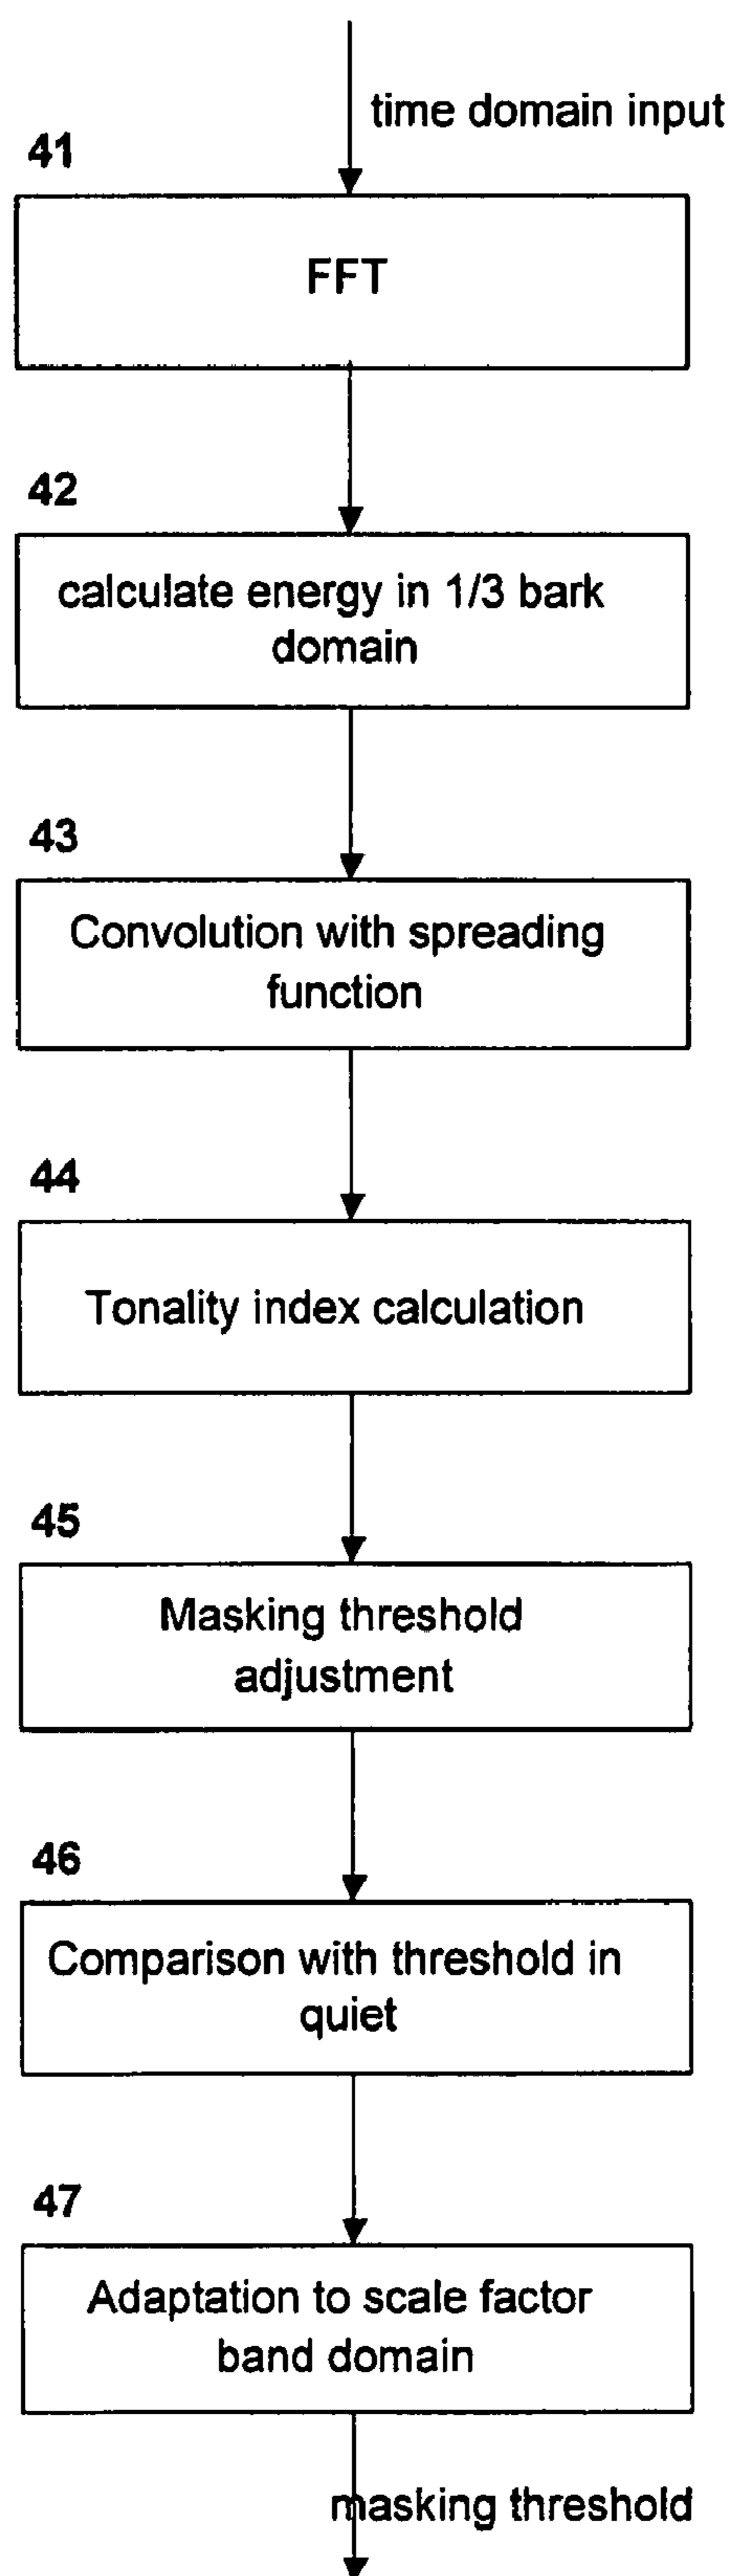 time domain input
41
FFT
42
calculate energy in 1/3 bark
domain
43
Convolution with spreading
function
44
Tonality index calculation
45
Masking threshold
adjustment
46
Comparison with threshold in
quiet
47
Adaptation to scale factor
band domain
masking threshold